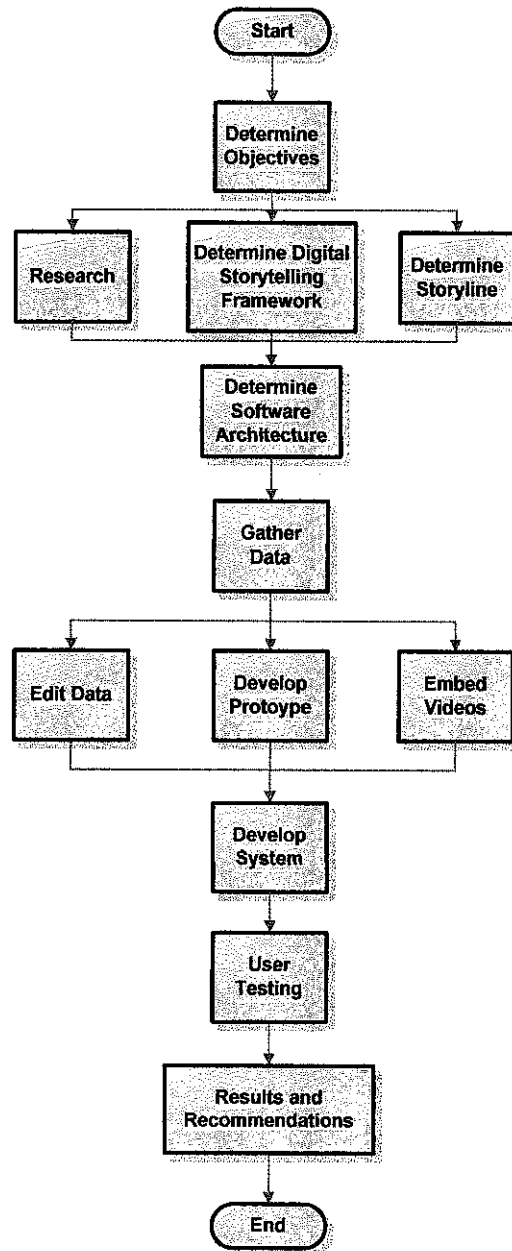 Start
Determine
Objectives
Research
Determine Digital
Storytelling
Framework
Determine
Storyline
Determine
Software
Architecture
Gather
Data
Edit Data
Develop
Protoype
Embed
Videos
Develop
System
User
Testing
Results and
Recommendations
End